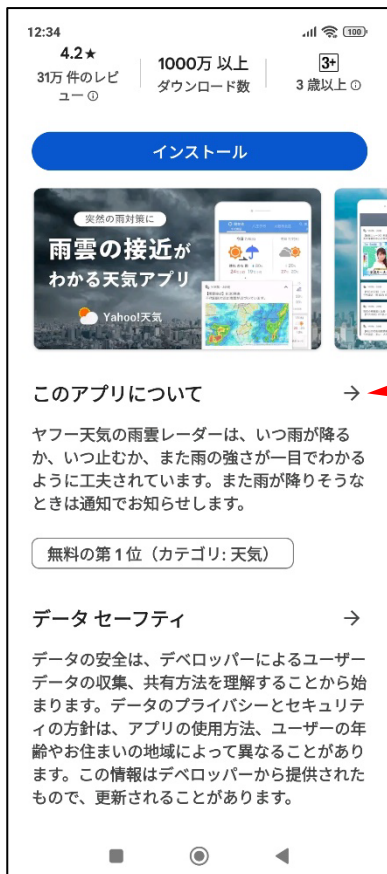 12:34
100
4.2★
31万 件のレビ
ュー ⓘ
1000万 以上
ダウンロード数
3+
3 歳以上 ⓘ
インストール
突然の雨対策に
雨雲の接近が
わかる天気アプリ
Yahoo!天気
このアプリについて →
ヤフー天気の雨雲レーダーは、いつ雨が降る
か、いつ止むか、また雨の強さが一目でわかる
ように工夫されています。また雨が降りそうな
ときは通知でお知らせします。
無料の第 1 位（カテゴリ: 天気）
データ セーフティ →
データの安全は、デベロッパーによるユーザー
データの収集、共有方法を理解することから始
まります。データのプライバシーとセキュリテ
ィの方針は、アプリの使用方法、ユーザーの年
齢やお住まいの地域によって異なることがあり
ます。この情報はデベロッパーから提供された
もので、更新されることがあります。